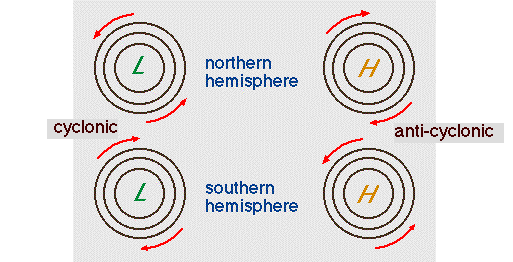 L
northern
hemisphere
H
cyclonic
anti-cyclonic
L
southern
hemisphere
H